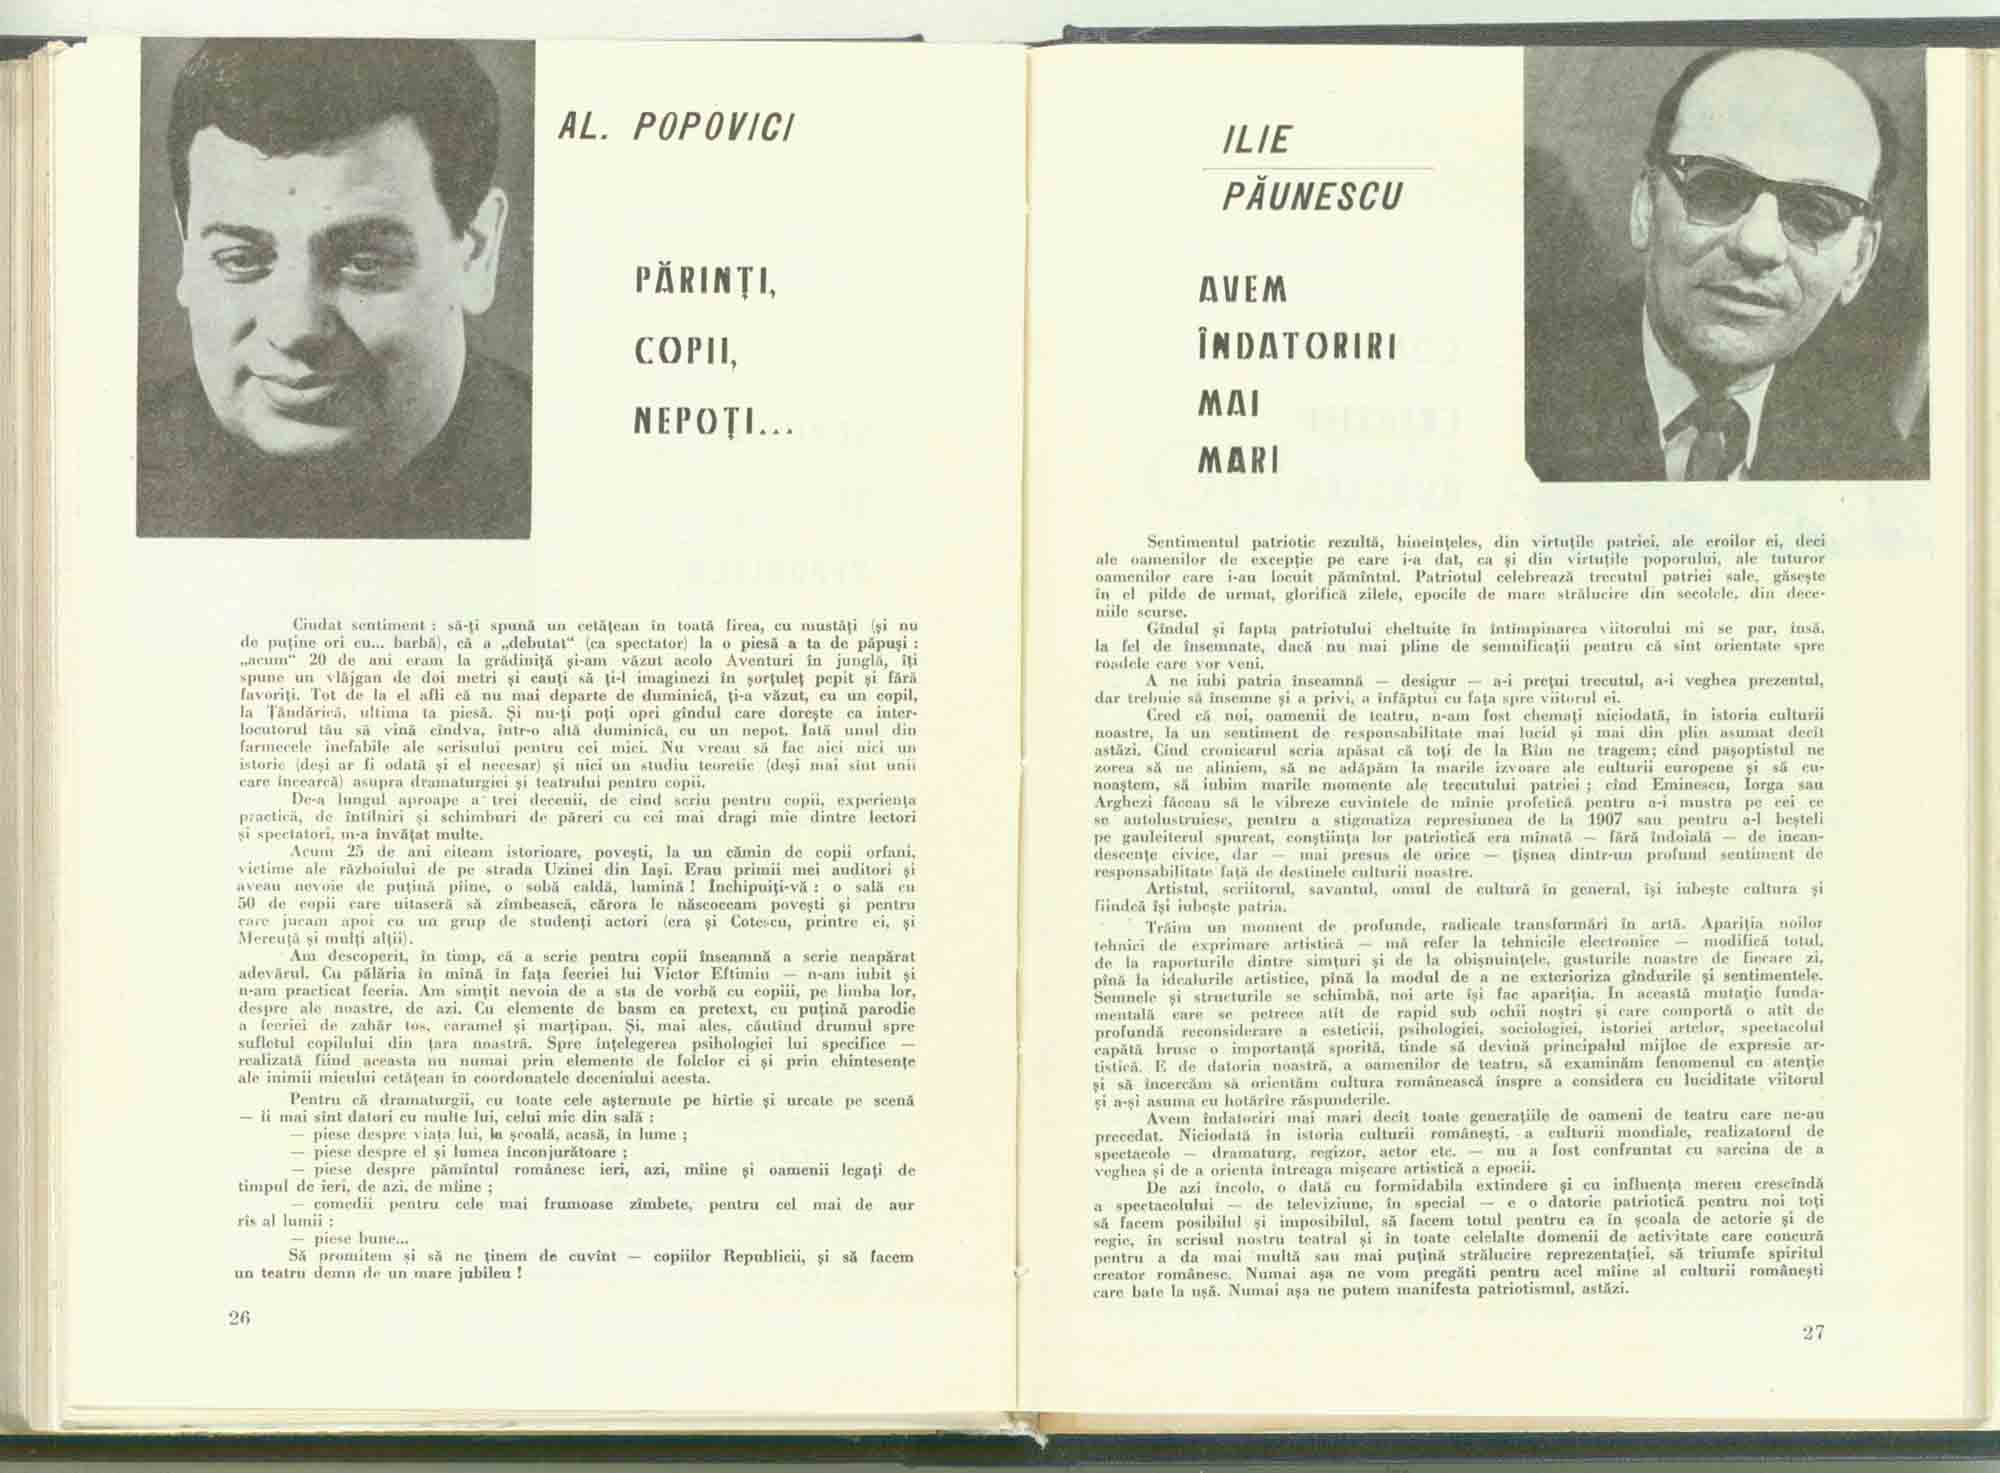 AL. POPOVICI
PĂRINȚI,
COPII,
NEPOȚI...
Ciudat sentiment : să-ți spună un cetățean în toată firea, cu mustăți (și nu
de puține ori cu... barbă), că a „debutat“ (ca spectator) la o piesă a ta de păpuși :
„acum“ 20 de ani eram la grădiniță și-am văzut acolo Aventuri în junglă, îți
spune un vlăjgan de doi metri și cauți să ți-l imaginezi în șorțuleț pepit și fără
favoriți. Tot de la el afli că nu mai departe de duminică, ți-a văzut, cu un copil,
la Țăndărică, ultima ta piesă. Și nu-ți poți opri gîndul care dorește ca inter-
locutorul tău să vină cîndva, într-o altă duminică, cu un nepot. Iată unul din
farmecele inefabile ale scrisului pentru cei mici. Nu vreau să fac aici nici un
istoric (deși ar fi odată și el necesar) și nici un studiu teoretic (deși mai sînt unii
care încearcă) asupra dramaturgiei și teatrului pentru copii.
De-a lungul aproape a trei decenii, de cînd scriu pentru copii, experiența
practică, de întîlniri și schimburi de păreri cu cei mai dragi mie dintre lectori
și spectatori, m-a învățat multe.
Acum 25 de ani citeam istorioare, povești, la un cămin de copii orfani,
victime ale războiului de pe strada Uzinei din Iași. Erau primii mei auditori și
aveau nevoie de puțină pîine, o sobă caldă, lumină ! Închipuiți-vă : o sală cu
50 de copii care uitaseră să zîmbească, cărora le născoceam povești și pentru
care jucam apoi cu un grup de studenți actori (era și Cotescu, printre ei, și
Mercuță și mulți alții).
Am descoperit, în timp, că a scrie pentru copii înseamnă a scrie neapărat
adevărul. Cu pălăria în mînă în fața feeriei lui Victor Eftimiu — n-am iubit și
n-am practicat feeria. Am simțit nevoia de a sta de vorbă cu copiii, pe limba lor,
despre ale noastre, de azi. Cu elemente de basm ca pretext, cu puțină parodie
a feeriei de zahăr tos, caramel și marțipan. Și, mai ales, căutînd drumul spre
sufletul copilului din țara noastră. Spre înțelegerea psihologiei lui specifice —
realizată fiind aceasta nu numai prin elemente de folclor ci și prin chintesențe
ale inimii micului cetățean în coordonatele deceniului acesta.
Pentru că dramaturgii, cu toate cele așternute pe hîrtie și urcate pe scenă
— îi mai sînt datori cu multe lui, celui mic din sală :
— piese despre viața lui, la școală, acasă, în lume ;
— piese despre el și lumea înconjurătoare ;
— piese despre pămîntul românesc ieri, azi, mîine și oamenii legați de
timpul de ieri, de azi, de mîine ;
— comedii pentru cele mai frumoase zîmbete, pentru cel mai de aur
rîs al lumii ;
— piese bune...
Să promitem și să ne ținem de cuvînt — copiilor Republicii, și să facem
un teatru demn de un mare jubileu !
26
ILIE
PĂUNESCU
AVEM
ÎNDATORIRI
MAI
MARI
Sentimentul patriotic rezultă, bineînțeles, din virtuțile patriei, ale eroilor ei, deci
ale oamenilor de excepție pe care i-a dat, ca și din virtuțile poporului, ale tuturor
oamenilor care i-au locuit pămîntul. Patriotul celebrează trecutul patriei sale, găsește
în el pilde de urmat, glorifică zilele, epocile de mare strălucire din secolele, din dece-
niile scurse.
Gîndul și fapta patriotului cheltuite în întîmpinarea viitorului mi se par, însă,
la fel de însemnate, dacă nu mai pline de semnificații pentru că sînt orientate spre
roadele care vor veni.
A ne iubi patria înseamnă — desigur — a-i prețui trecutul, a-i veghea prezentul,
dar trebuie să însemne și a privi, a înfăptui cu fața spre viitorul ei.
Cred că noi, oamenii de teatru, n-am fost chemați niciodată, în istoria culturii
noastre, la un sentiment de responsabilitate mai lucid și mai din plin asumat decît
astăzi. Cînd cronicarul scria apăsat că toți de la Rîm ne tragem; cînd pașoptistul ne
zorea să ne aliniem, să ne adăpăm la marile izvoare ale culturii europene și să cu-
noaștem, să iubim marile momente ale trecutului patriei ; cînd Eminescu, Iorga sau
Arghezi făceau să le vibreze cuvintele de mînie profetică pentru a-i mustra pe cei ce
se autolustruiesc, pentru a stigmatiza represiunea de la 1907 sau pentru a-l beșteli
pe gauleiterul spurcat, conștiința lor patriotică era minată — fără îndoială — de incan-
descențe civice, dar — mai presus de orice — țîșnea dintr-un profund sentiment de
responsabilitate față de destinele culturii noastre.
Artistul, scriitorul, savantul, omul de cultură în general, își iubește cultura și
fiindcă își iubește patria.
Trăim un moment de profunde, radicale transformări în artă. Apariția noilor
tehnici de exprimare artistică — mă refer la tehnicile electronice — modifică totul,
de la raporturile dintre simțuri și de la obișnuințele, gusturile noastre de fiecare zi,
pînă la idealurile artistice, pînă la modul de a ne exterioriza gîndurile și sentimentele.
Semnele și structurile se schimbă, noi arte își fac apariția. În această mutație funda-
mentală care se petrece atît de rapid sub ochii noștri și care comportă o atît de
profundă reconsiderare a esteticii, psihologiei, sociologiei, istoriei artelor, spectacolul
capătă brusc o importanță sporită, tinde să devină principalul mijloc de expresie ar-
tistică. E de datoria noastră, a oamenilor de teatru, să examinăm fenomenul cu atenție
și să încercăm să orientăm cultura românească înspre a considera cu luciditate viitorul
și a-și asuma cu hotărîre răspunderile.
Avem îndatoriri mai mari decît toate generațiile de oameni de teatru care ne-au
precedat. Niciodată în istoria culturii românești, a culturii mondiale, realizatorul de
spectacole — dramaturg, regizor, actor etc. — nu a fost confruntat cu sarcina de a
veghea și de a orienta întreaga mișcare artistică a epocii.
De azi încolo, o dată cu formidabila extindere și cu influența mereu crescîndă
a spectacolului — de televiziune, în special — e o datorie patriotică pentru noi toți
să facem posibilul și imposibilul, să facem totul pentru ca în școala de actorie și de
regie, în scrisul nostru teatral și în toate celelalte domenii de activitate care concură
pentru a da mai multă sau mai puțină strălucire reprezentației, să triumfe spiritul
creator românesc. Numai așa ne vom pregăti pentru acel mîine al culturii românești
care bate la ușă. Numai așa ne putem manifesta patriotismul, astăzi.
27